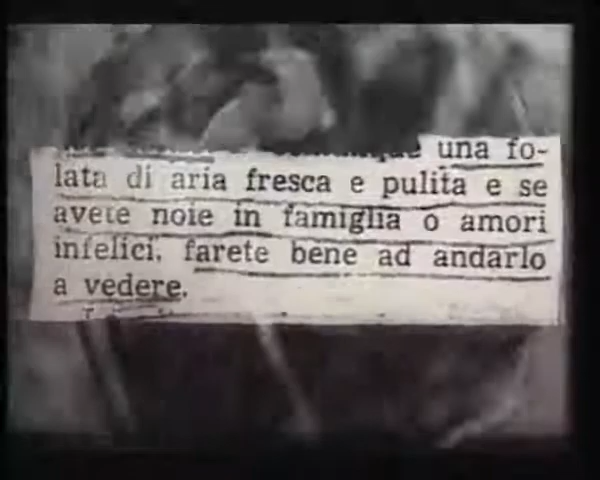 una fo-
lata di aria fresca e pulita e se
avete noie in famiglia o amori
infelici, farete bene ad andarlo
a vedere.